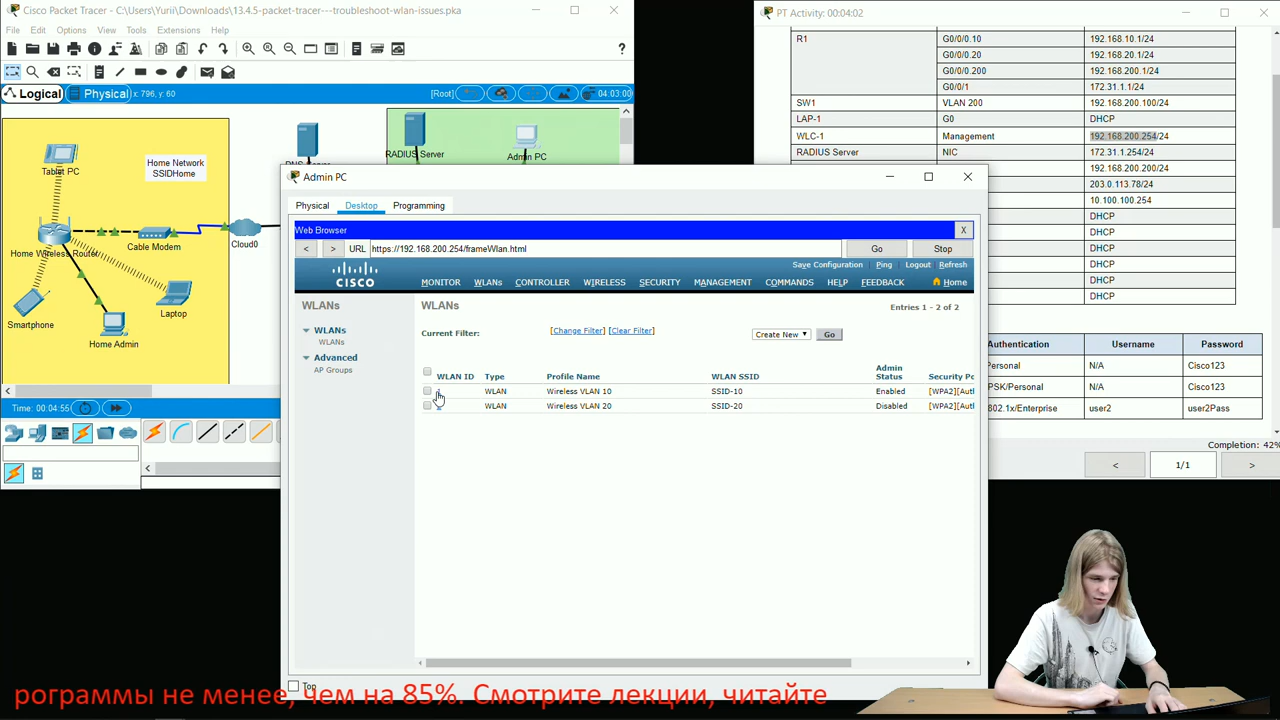 Cisco Packet Tracer - C:\Users\Yurii\Downloads\13.4.5-packet-tracer---troubleshoot-wlan-issues.pka
File Edit Options View Tools Extensions Help
Logical Physical x: 796, y: 60 [Root] 04:03:00
Tablet PC
Home Network
SSIDHome
RADIUS Server
Admin PC
Home Wireless Router
Cable Modem
Cloud0
Smartphone
Laptop
Home Admin
Time: 00:04:55
PT Activity: 00:04:02
R1 G0/0/0.10 192.168.10.1/24
G0/0/0.20 192.168.20.1/24
G0/0/0.200 192.168.200.1/24
G0/0/1 172.31.1.1/24
SW1 VLAN 200 192.168.200.100/24
LAP-1 G0 DHCP
WLC-1 Management 192.168.200.254/24
RADIUS Server NIC 172.31.1.254/24
192.168.200.200/24
203.0.113.78/24
10.100.100.254
DHCP
DHCP
DHCP
DHCP
DHCP
DHCP
uthentication Username Password
Personal N/A Cisco123
PSK/Personal N/A Cisco123
802.1x/Enterprise user2 user2Pass
Completion: 42%
< 1/1 >
Admin PC
Physical Desktop Programming
Web Browser X
< > URL https://192.168.200.254/frameWlan.html Go Stop
Save Configuration Ping Logout Refresh
CISCO MONITOR WLANs CONTROLLER WIRELESS SECURITY MANAGEMENT COMMANDS HELP FEEDBACK Home
WLANs
WLANs
WLANs
Advanced
AP Groups
WLANs Entries 1 - 2 of 2
Current Filter: [Change Filter] [Clear Filter] Create New Go
WLAN ID Type Profile Name WLAN SSID Admin Status Security Po
WLAN Wireless VLAN 10 SSID-10 Enabled [WPA2][Aut
WLAN Wireless VLAN 20 SSID-20 Disabled [WPA2][Aut
Top
рограммы не менее, чем на 85%. Смотрите лекции, читайте